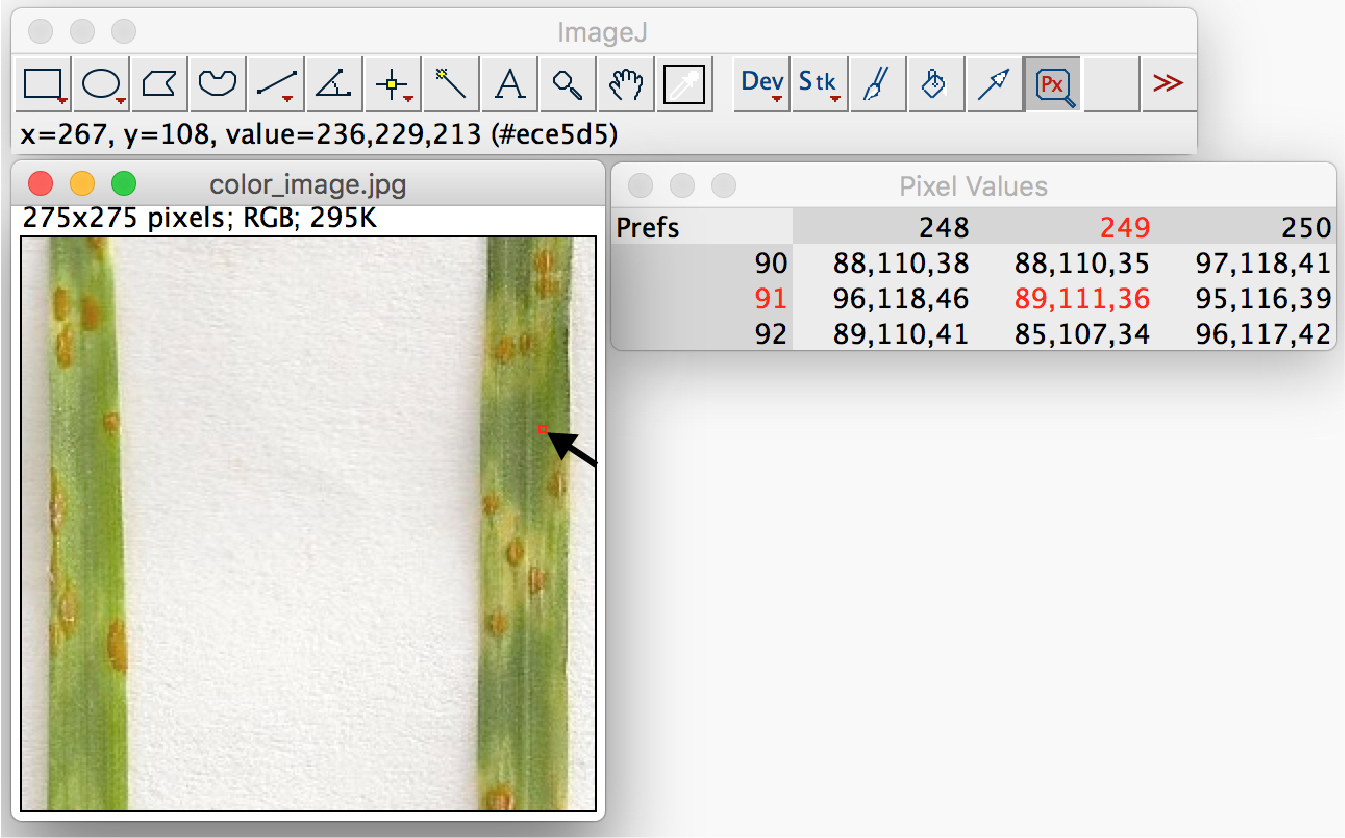 ImageJ
A Dev Stk Px >>
x=267, y=108, value=236,229,213 (#ece5d5)
color_image.jpg
275x275 pixels; RGB; 295K
Pixel Values
Prefs 248 249 250
90 88,110,38 88,110,35 97,118,41
91 96,118,46 89,111,36 95,116,39
92 89,110,41 85,107,34 96,117,42